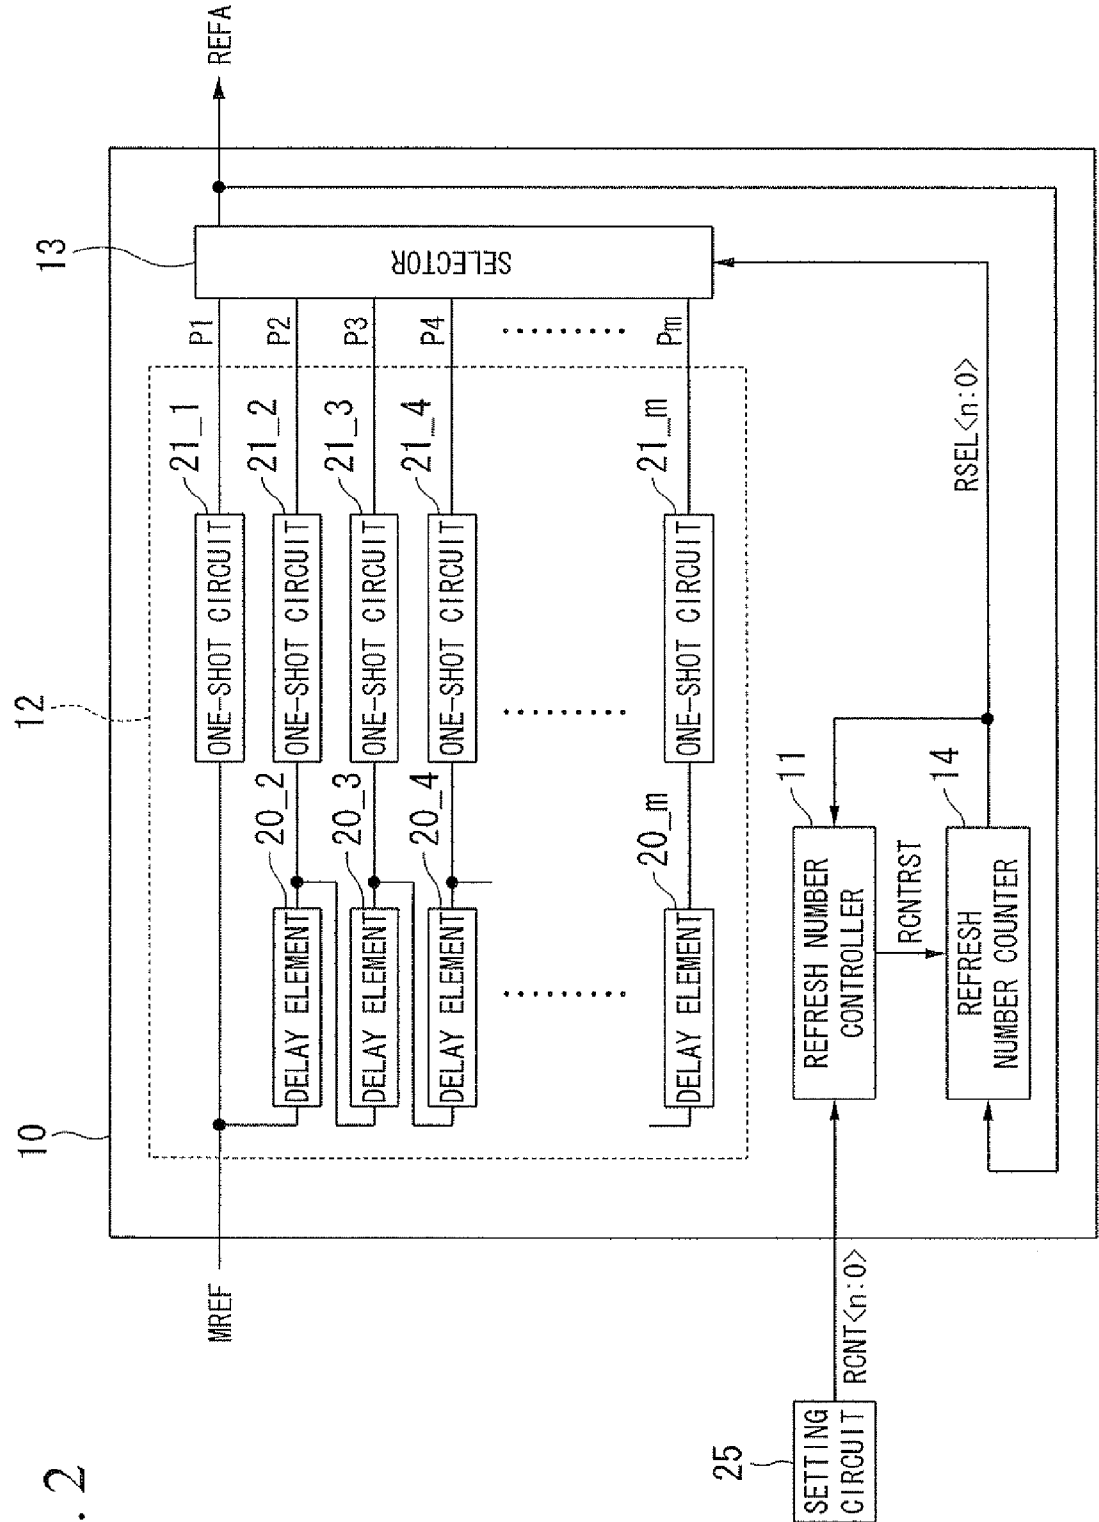 . 2
10
12
13
MREF
REFA
ONE-SHOT CIRCUIT
21_1
P1
DELAY ELEMENT
20_2
ONE-SHOT CIRCUIT
21_2
P2
DELAY ELEMENT
20_3
ONE-SHOT CIRCUIT
21_3
P3
DELAY ELEMENT
20_4
ONE-SHOT CIRCUIT
21_4
P4
DELAY ELEMENT
20_m
ONE-SHOT CIRCUIT
21_m
Pm
SELECTOR
25
SETTING
CIRCUIT
RCNT<n:0>
11
REFRESH NUMBER
CONTROLLER
RCNTRST
14
REFRESH
NUMBER COUNTER
RSEL<n:0>